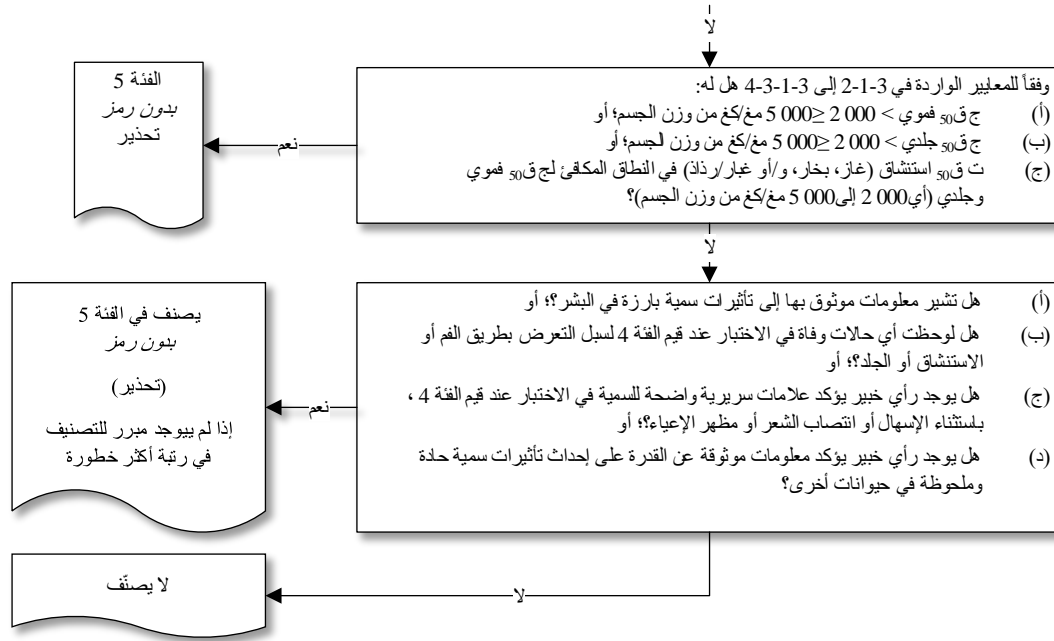 لا
وفقاً للمعايير الواردة في 3-1-2 إلى 3-1-3-4 هل له:
(أ) ج ق50 فموي > 000 2 ≤000 5 مغ/كغ من وزن الجسم؛ أو
(ب) ج ق50 جلدي > 000 2 ≤000 5 مغ/كغ من وزن الجسم؛ أو
(ج) ت ق50 استنشاق (غاز، بخار، و/أو غبار/رذاذ) في النطاق المكافئ لج ق50 فموي
وجلدي (أي000 2 إلى000 5 مغ/كغ من وزن الجسم)؟
نعم
الفئة 5
بدون رمز
تحذير
لا
(أ) هل تشير معلومات موثوق بها إلى تأثيرات سمية بارزة في البشر؟؛ أو
(ب) هل لوحظت أي حالات وفاة في الاختبار عند قيم الفئة 4 لسبل التعرض بطريق الفم أو
الاستنشاق أو الجلد؟؛ أو
(ج) هل يوجد رأي خبير يؤكد علامات سريرية واضحة للسمية في الاختبار عند قيم الفئة 4 ،
باستثناء الإسهال أو انتصاب الشعر أو مظهر الإعياء؟؛ أو
(د) هل يوجد رأي خبير يؤكد معلومات موثوقة عن القدرة على إحداث تأثيرات سمية حادة
وملحوظة في حيوانات أخرى؟
نعم
يصنف في الفئة 5
بدون رمز
(تحذير)
إذا لم ييوجد مبرر للتصنيف
في رتبة أكثر خطورة
لا
لا يصنّف